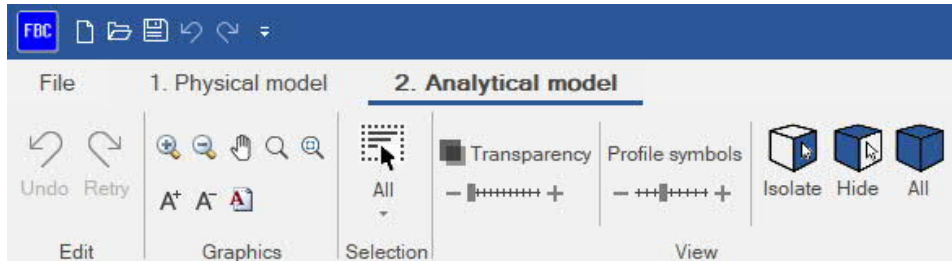 FBC
File 1. Physical model 2. Analytical model
Transparency Profile symbols
Undo Retry All Isolate Hide All
A+ A- A
Edit Graphics Selection View